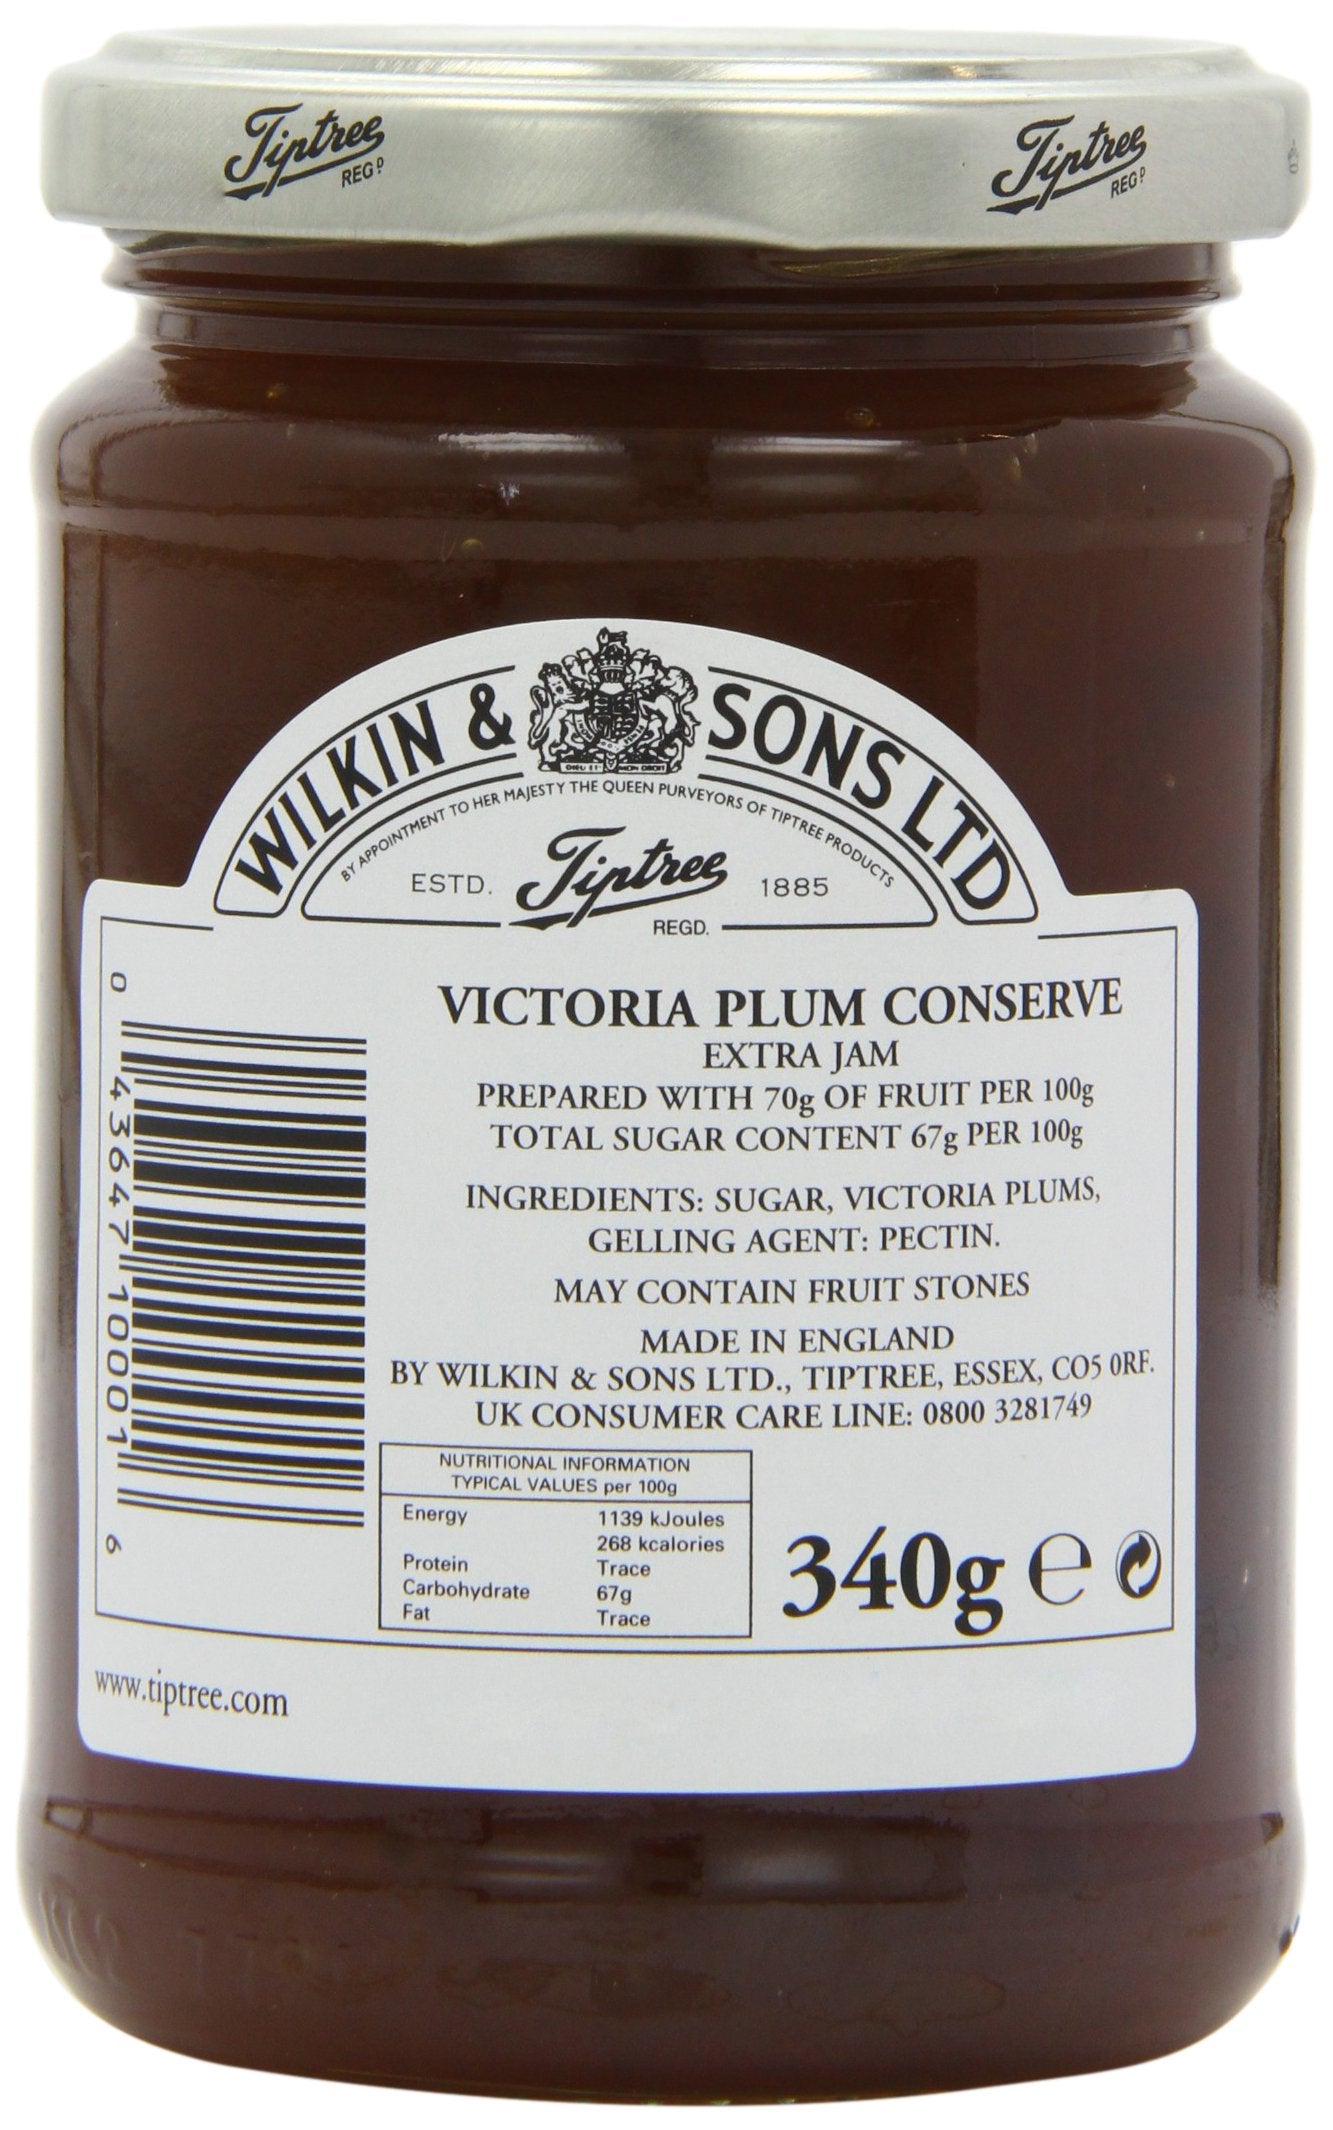 Tiptree
REGD
Tiptree
REGD
WILKIN & SONS LTD
DIEU ET MON DROIT
BY APPOINTMENT TO HER MAJESTY THE QUEEN PURVEYORS OF TIPTREE PRODUCTS
ESTD. Tiptree 1885
REGD.
VICTORIA PLUM CONSERVE
EXTRA JAM
PREPARED WITH 70g OF FRUIT PER 100g
TOTAL SUGAR CONTENT 67g PER 100g
INGREDIENTS: SUGAR, VICTORIA PLUMS,
GELLING AGENT: PECTIN.
MAY CONTAIN FRUIT STONES
MADE IN ENGLAND
BY WILKIN & SONS LTD., TIPTREE, ESSEX, CO5 0RF.
UK CONSUMER CARE LINE: 0800 3281749
0 43647 10001 6
NUTRITIONAL INFORMATION
TYPICAL VALUES per 100g
Energy 1139 kJoules
268 kcalories
Protein Trace
Carbohydrate 67g
Fat Trace
340g ℮
www.tiptree.com